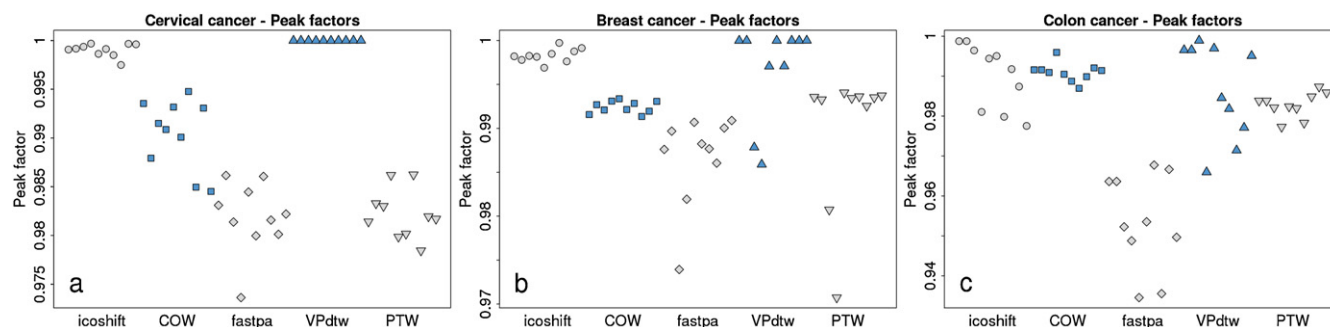 Cervical cancer - Peak factors
Peak factor
1
0.995
0.99
0.985
0.98
0.975
a
icoshift COW fastpa VPdtw PTW
Breast cancer - Peak factors
Peak factor
1
0.99
0.98
0.97
b
icoshift COW fastpa VPdtw PTW
Colon cancer - Peak factors
Peak factor
1
0.98
0.96
0.94
c
icoshift COW fastpa VPdtw PTW